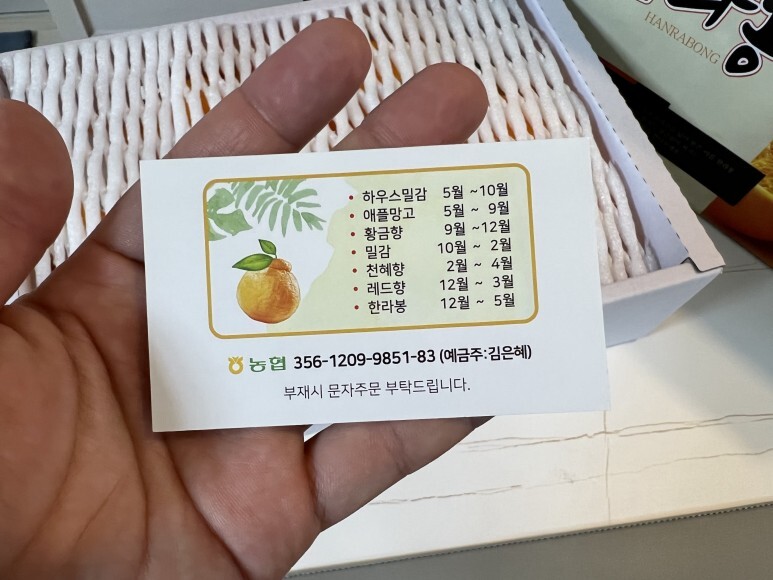 HANRABONG
• 하우스밀감 5월 ~10월
• 애플망고 5월 ~ 9월
• 황금향 9월 ~12월
• 밀감 10월 ~ 2월
• 천혜향 2월 ~ 4월
• 레드향 12월 ~ 3월
• 한라봉 12월 ~ 5월
농협 356-1209-9851-83 (예금주:김은혜)
부재시 문자주문 부탁드립니다.